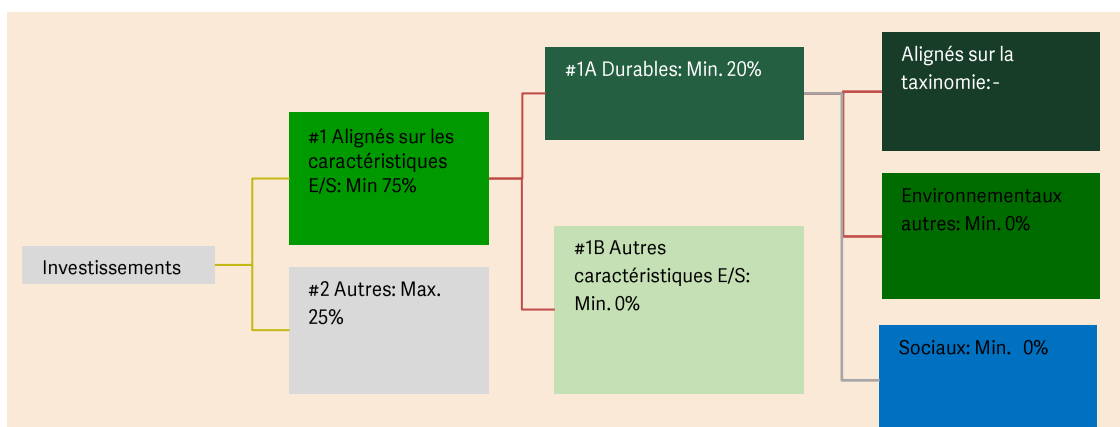 Investissements
#1 Alignés sur les
caractéristiques
E/S: Min 75%
#2 Autres: Max.
25%
#1A Durables: Min. 20%
#1B Autres
caractéristiques E/S:
Min. 0%
Alignés sur la
taxinomie:-
Environnementaux
autres: Min. 0%
Sociaux: Min. 0%